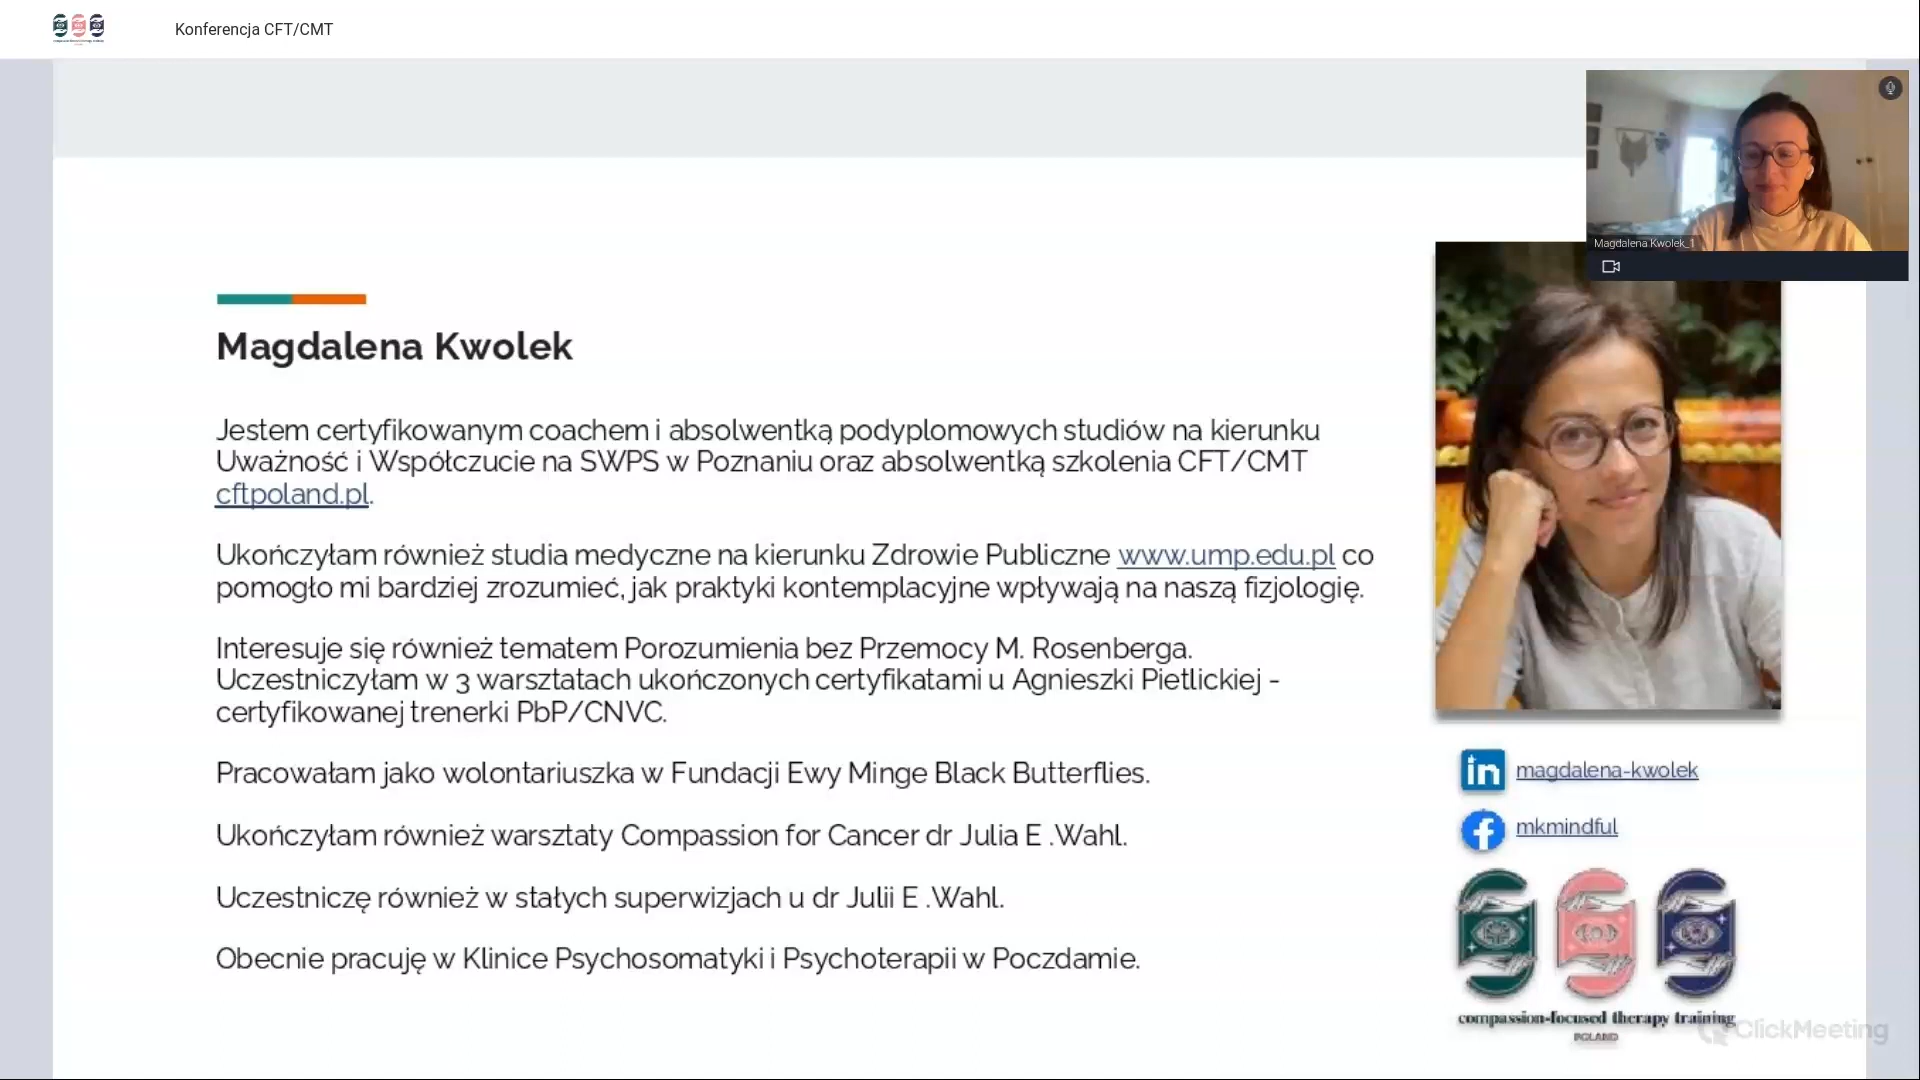 Konferencja CFT/CMT
Magdalena Kwolek_1
Magdalena Kwolek
Jestem certyfikowanym coachem i absolwentką podyplomowych studiów na kierunku
Uważność i Współczucie na SWPS w Poznaniu oraz absolwentką szkolenia CFT/CMT
cftpoland.pl.
Ukończyłam również studia medyczne na kierunku Zdrowie Publiczne www.ump.edu.pl co
pomogło mi bardziej zrozumieć, jak praktyki kontemplacyjne wpływają na naszą fizjologię.
Interesuje się również tematem Porozumienia bez Przemocy M. Rosenberga.
Uczestniczyłam w 3 warsztatach ukończonych certyfikatami u Agnieszki Pietlickiej -
certyfikowanej trenerki PbP/CNVC.
Pracowałam jako wolontariuszka w Fundacji Ewy Minge Black Butterflies.
Ukończyłam również warsztaty Compassion for Cancer dr Julia E .Wahl.
Uczestniczę również w stałych superwizjach u dr Julii E .Wahl.
Obecnie pracuję w Klinice Psychosomatyki i Psychoterapii w Poczdamie.
in magdalena-kwolek
f mkmindful
compassion-focused therapy training
POLAND
ClickMeeting